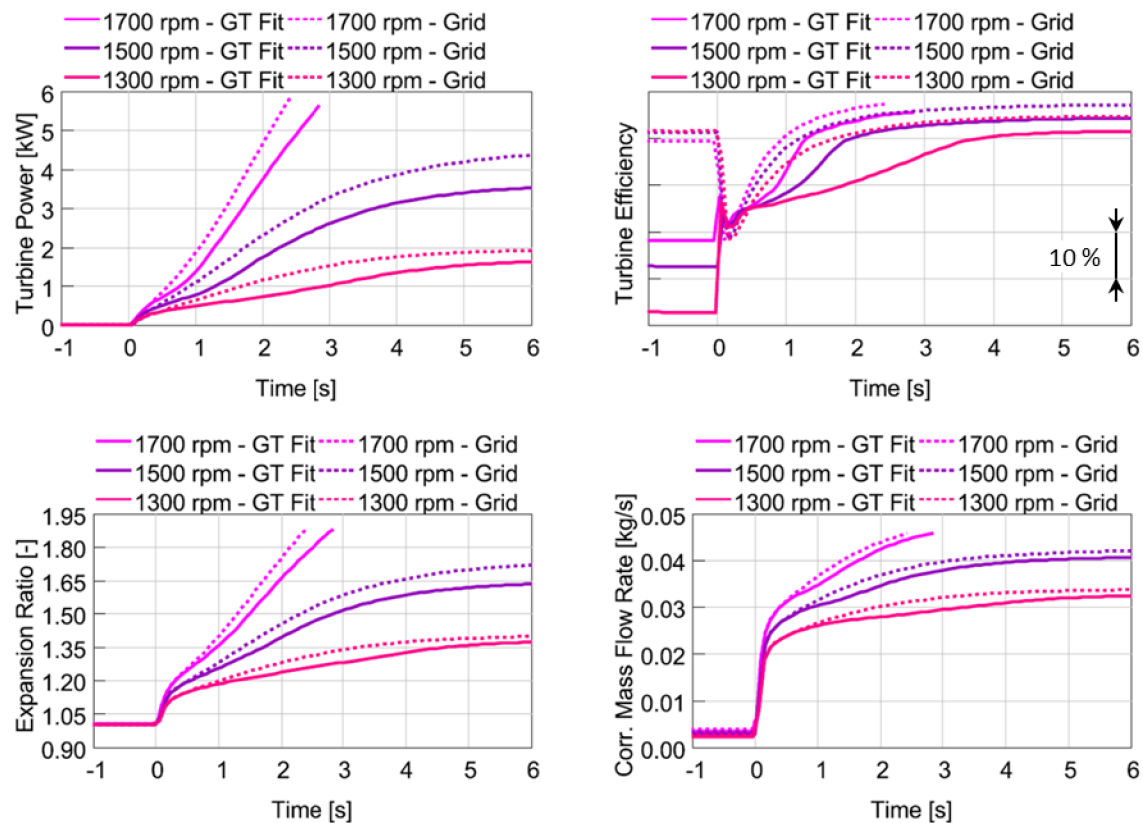 1700 rpm - GT Fit 1700 rpm - Grid
1500 rpm - GT Fit 1500 rpm - Grid
1300 rpm - GT Fit 1300 rpm - Grid
Turbine Power [kW]
6
5
4
3
2
1
0
-1 0 1 2 3 4 5 6
Time [s]
1700 rpm - GT Fit 1700 rpm - Grid
1500 rpm - GT Fit 1500 rpm - Grid
1300 rpm - GT Fit 1300 rpm - Grid
Turbine Efficiency
10 %
-1 0 1 2 3 4 5 6
Time [s]
1700 rpm - GT Fit 1700 rpm - Grid
1500 rpm - GT Fit 1500 rpm - Grid
1300 rpm - GT Fit 1300 rpm - Grid
Expansion Ratio [-]
1.95
1.80
1.65
1.50
1.35
1.20
1.05
0.90
-1 0 1 2 3 4 5 6
Time [s]
1700 rpm - GT Fit 1700 rpm - Grid
1500 rpm - GT Fit 1500 rpm - Grid
1300 rpm - GT Fit 1300 rpm - Grid
Corr. Mass Flow Rate [kg/s]
0.05
0.04
0.03
0.02
0.01
0.00
-1 0 1 2 3 4 5 6
Time [s]